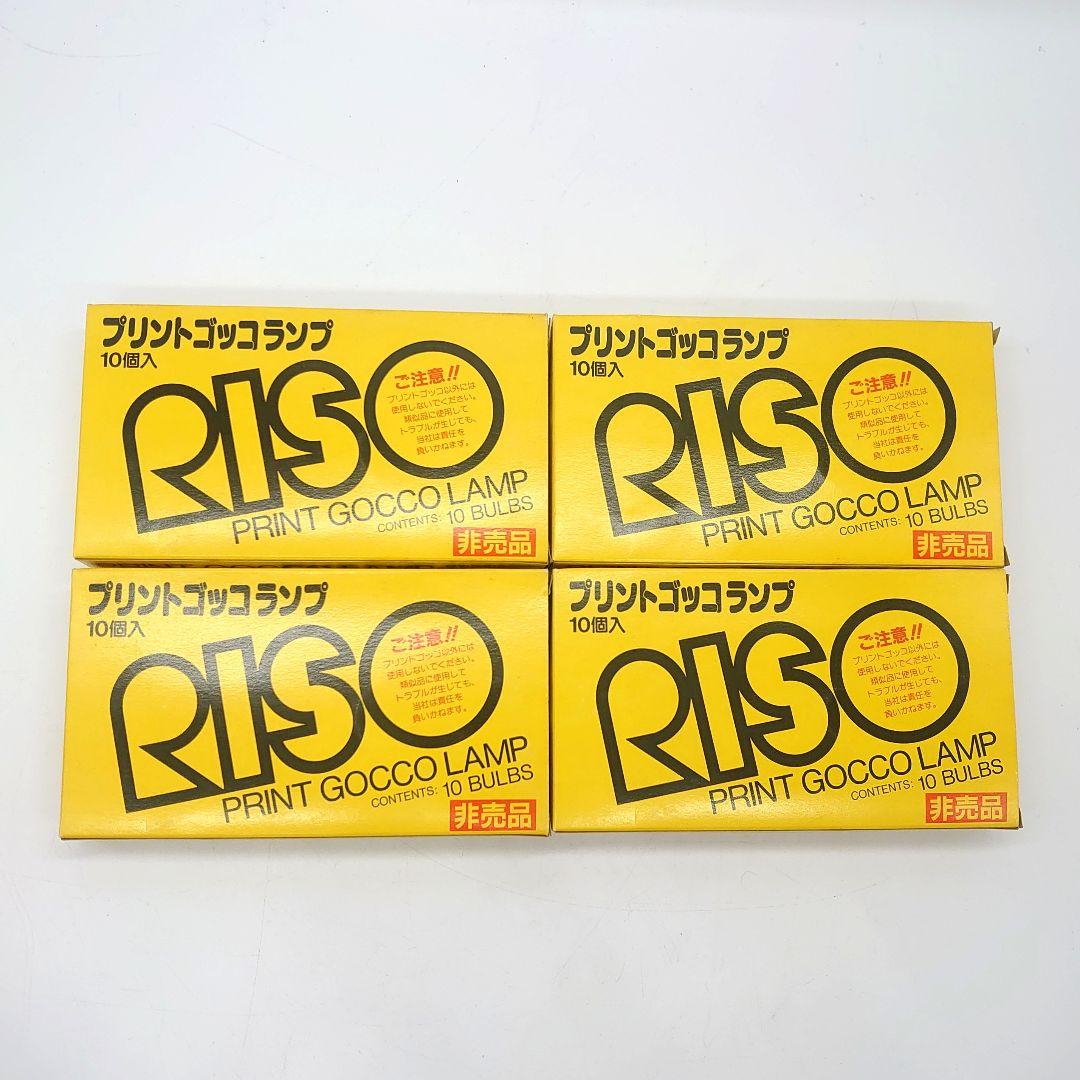 プリントゴッコランプ
10個入
RISO
ご注意!!
プリントゴッコ以外には
使用しないでください。
類似品に使用して
トラブルが生じても、
当社は責任を
負いかねます。
PRINT GOCCO LAMP
CONTENTS: 10 BULBS
非売品
プリントゴッコランプ
10個入
RISO
ご注意!!
プリントゴッコ以外には
使用しないでください。
類似品に使用して
トラブルが生じても、
当社は責任を
負いかねます。
PRINT GOCCO LAMP
CONTENTS: 10 BULBS
非売品
プリントゴッコランプ
10個入
RISO
ご注意!!
プリントゴッコ以外には
使用しないでください。
類似品に使用して
トラブルが生じても、
当社は責任を
負いかねます。
PRINT GOCCO LAMP
CONTENTS: 10 BULBS
非売品
プリントゴッコランプ
10個入
RISO
ご注意!!
プリントゴッコ以外には
使用しないでください。
類似品に使用して
トラブルが生じても、
当社は責任を
負いかねます。
PRINT GOCCO LAMP
CONTENTS: 10 BULBS
非売品